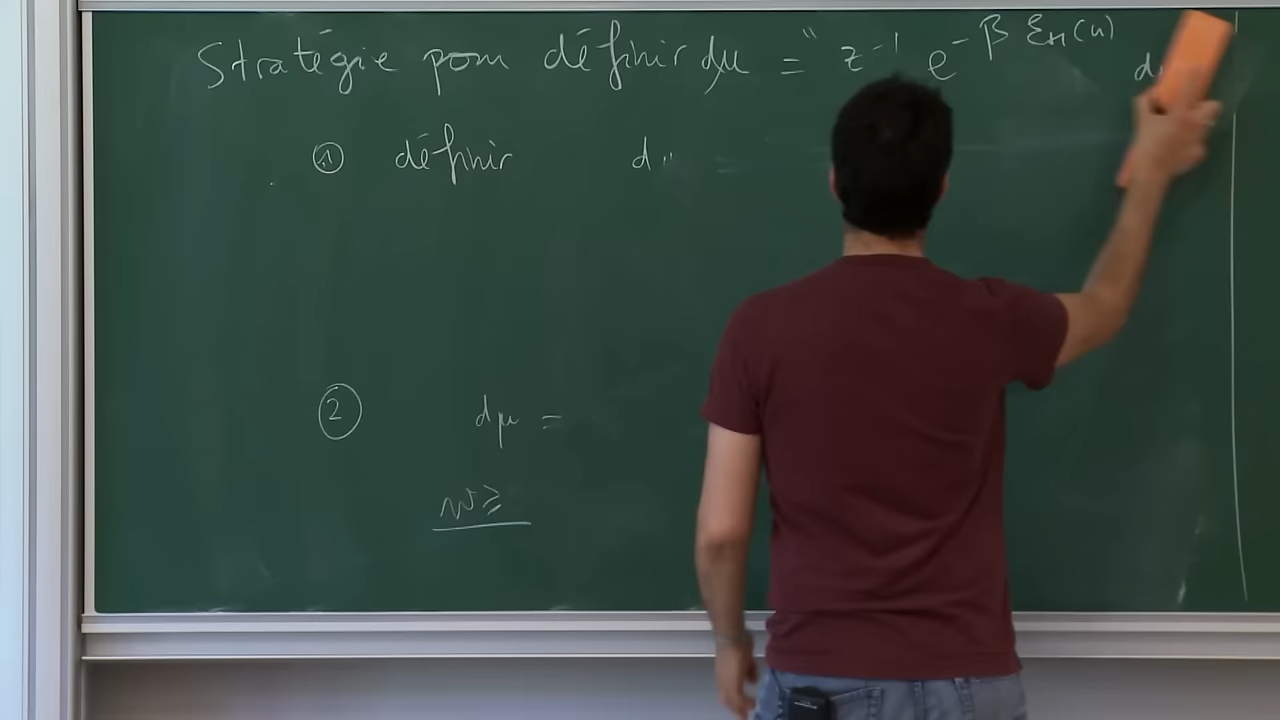 Stratégie pour définir dμ = " z⁻¹ e^{-β ℰ_H(u)} d
① définir d =
② dμ =